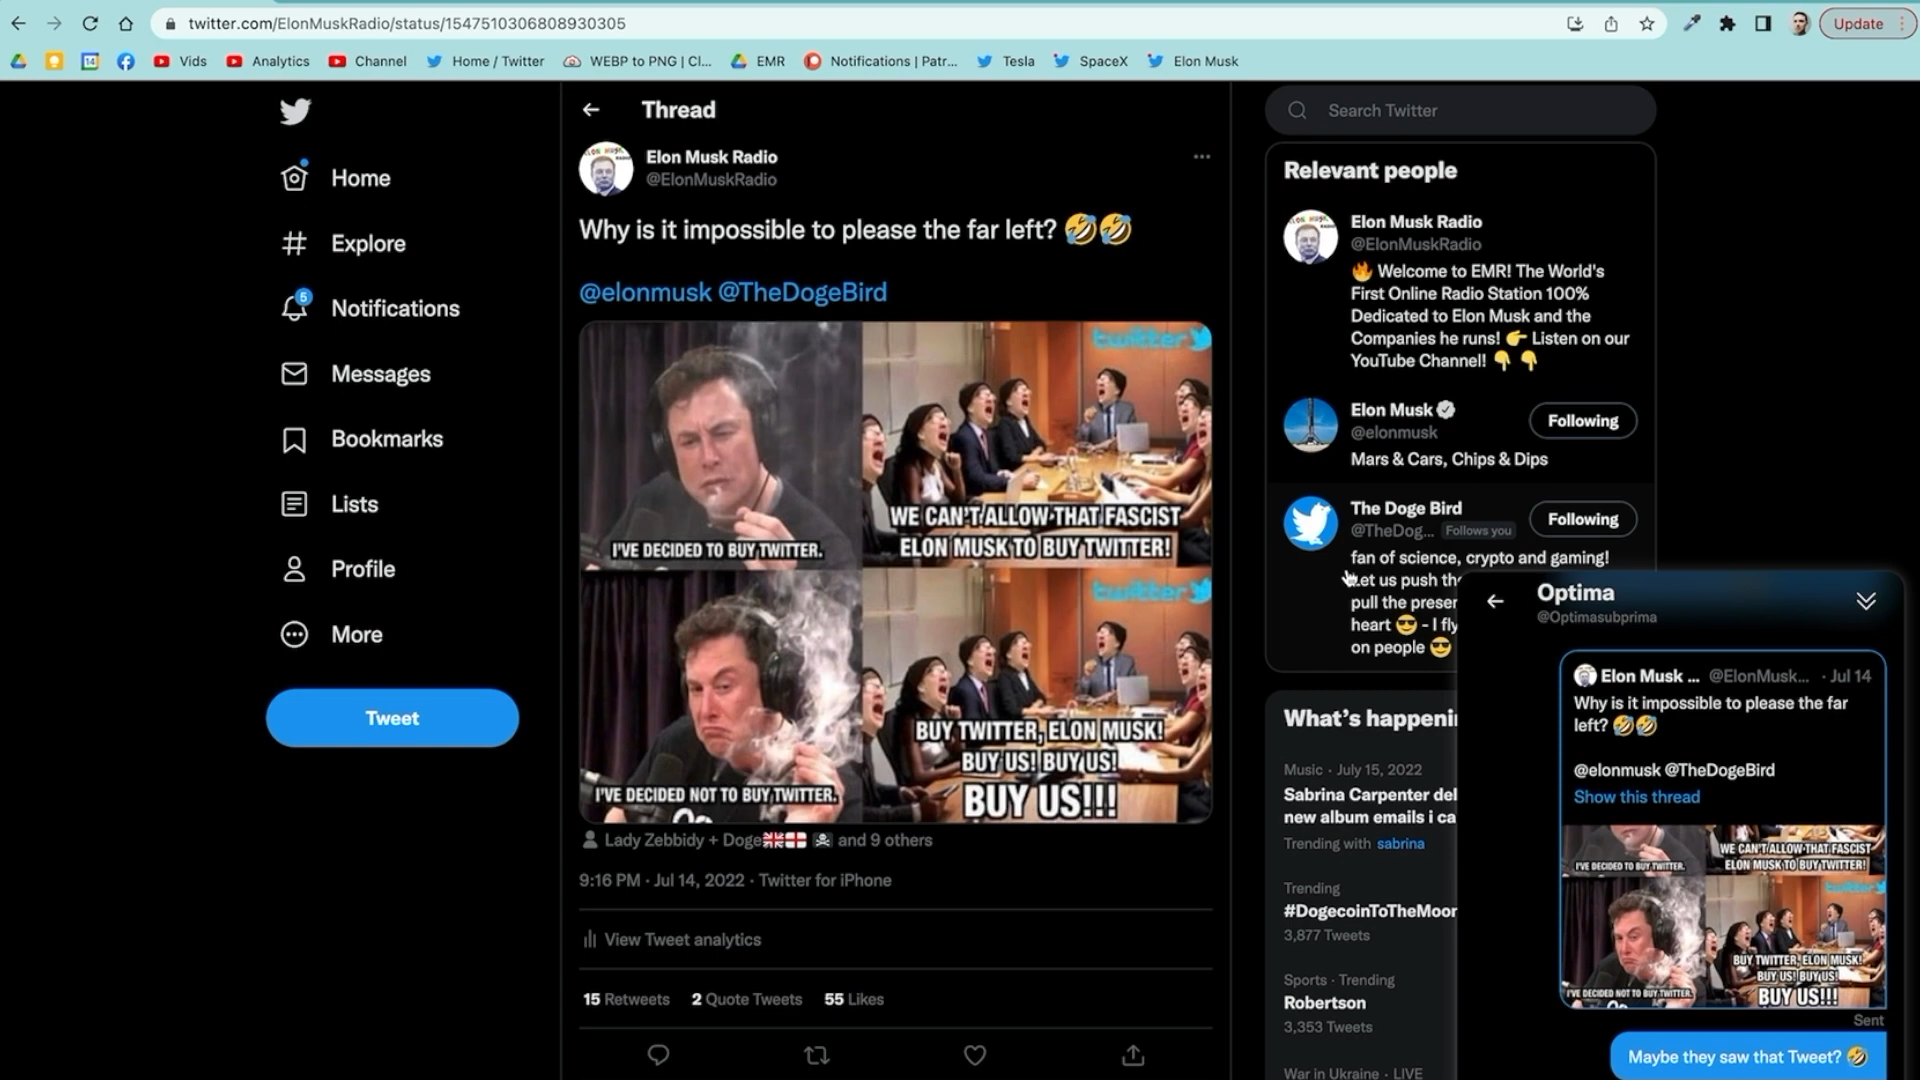 twitter.com/ElonMuskRadio/status/1547510306808930305
Update
14
Vids
Analytics
Channel
Home / Twitter
WEBP to PNG | Cl...
EMR
Notifications | Patr...
Tesla
SpaceX
Elon Musk
Home
Explore
5
Notifications
Messages
Bookmarks
Lists
Profile
More
Tweet
Thread
Elon Musk Radio
@ElonMuskRadio
Why is it impossible to please the far left? 🤣🤣
@elonmusk @TheDogeBird
twitter
I'VE DECIDED TO BUY TWITTER.
WE CAN'T ALLOW THAT FASCIST
ELON MUSK TO BUY TWITTER!
twitter
I'VE DECIDED NOT TO BUY TWITTER.
BUY TWITTER, ELON MUSK!
BUY US! BUY US!
BUY US!!!
Lady Zebbidy + Doge🇬🇧🏴󠁧󠁢󠁥󠁮󠁧󠁿 ☠️ and 9 others
9:16 PM · Jul 14, 2022 · Twitter for iPhone
View Tweet analytics
15 Retweets 2 Quote Tweets 55 Likes
Search Twitter
Relevant people
Elon Musk Radio
@ElonMuskRadio
🔥 Welcome to EMR! The World's
First Online Radio Station 100%
Dedicated to Elon Musk and the
Companies he runs! 👉 Listen on our
YouTube Channel! 👇 👇
Elon Musk
@elonmusk
Following
Mars & Cars, Chips & Dips
The Doge Bird
@TheDog... Follows you
Following
fan of science, crypto and gaming!
Let us push the
pull the presen
heart 😎 - I fly
on people 😎
What's happeni
Music · July 15, 2022
Sabrina Carpenter del
new album emails i ca
Trending with sabrina
Trending
#DogecoinToTheMoon
3,877 Tweets
Sports · Trending
Robertson
3,353 Tweets
War in Ukraine · LIVE
Optima
@Optimasubprima
Elon Musk ... @ElonMusk... · Jul 14
Why is it impossible to please the far
left? 🤣🤣
@elonmusk @TheDogeBird
Show this thread
I'VE DECIDED TO BUY TWITTER.
WE CAN'T ALLOW THAT FASCIST
ELON MUSK TO BUY TWITTER!
twitter
I'VE DECIDED NOT TO BUY TWITTER.
BUY TWITTER, ELON MUSK!
BUY US! BUY US!
BUY US!!!
Sent
Maybe they saw that Tweet? 🤣